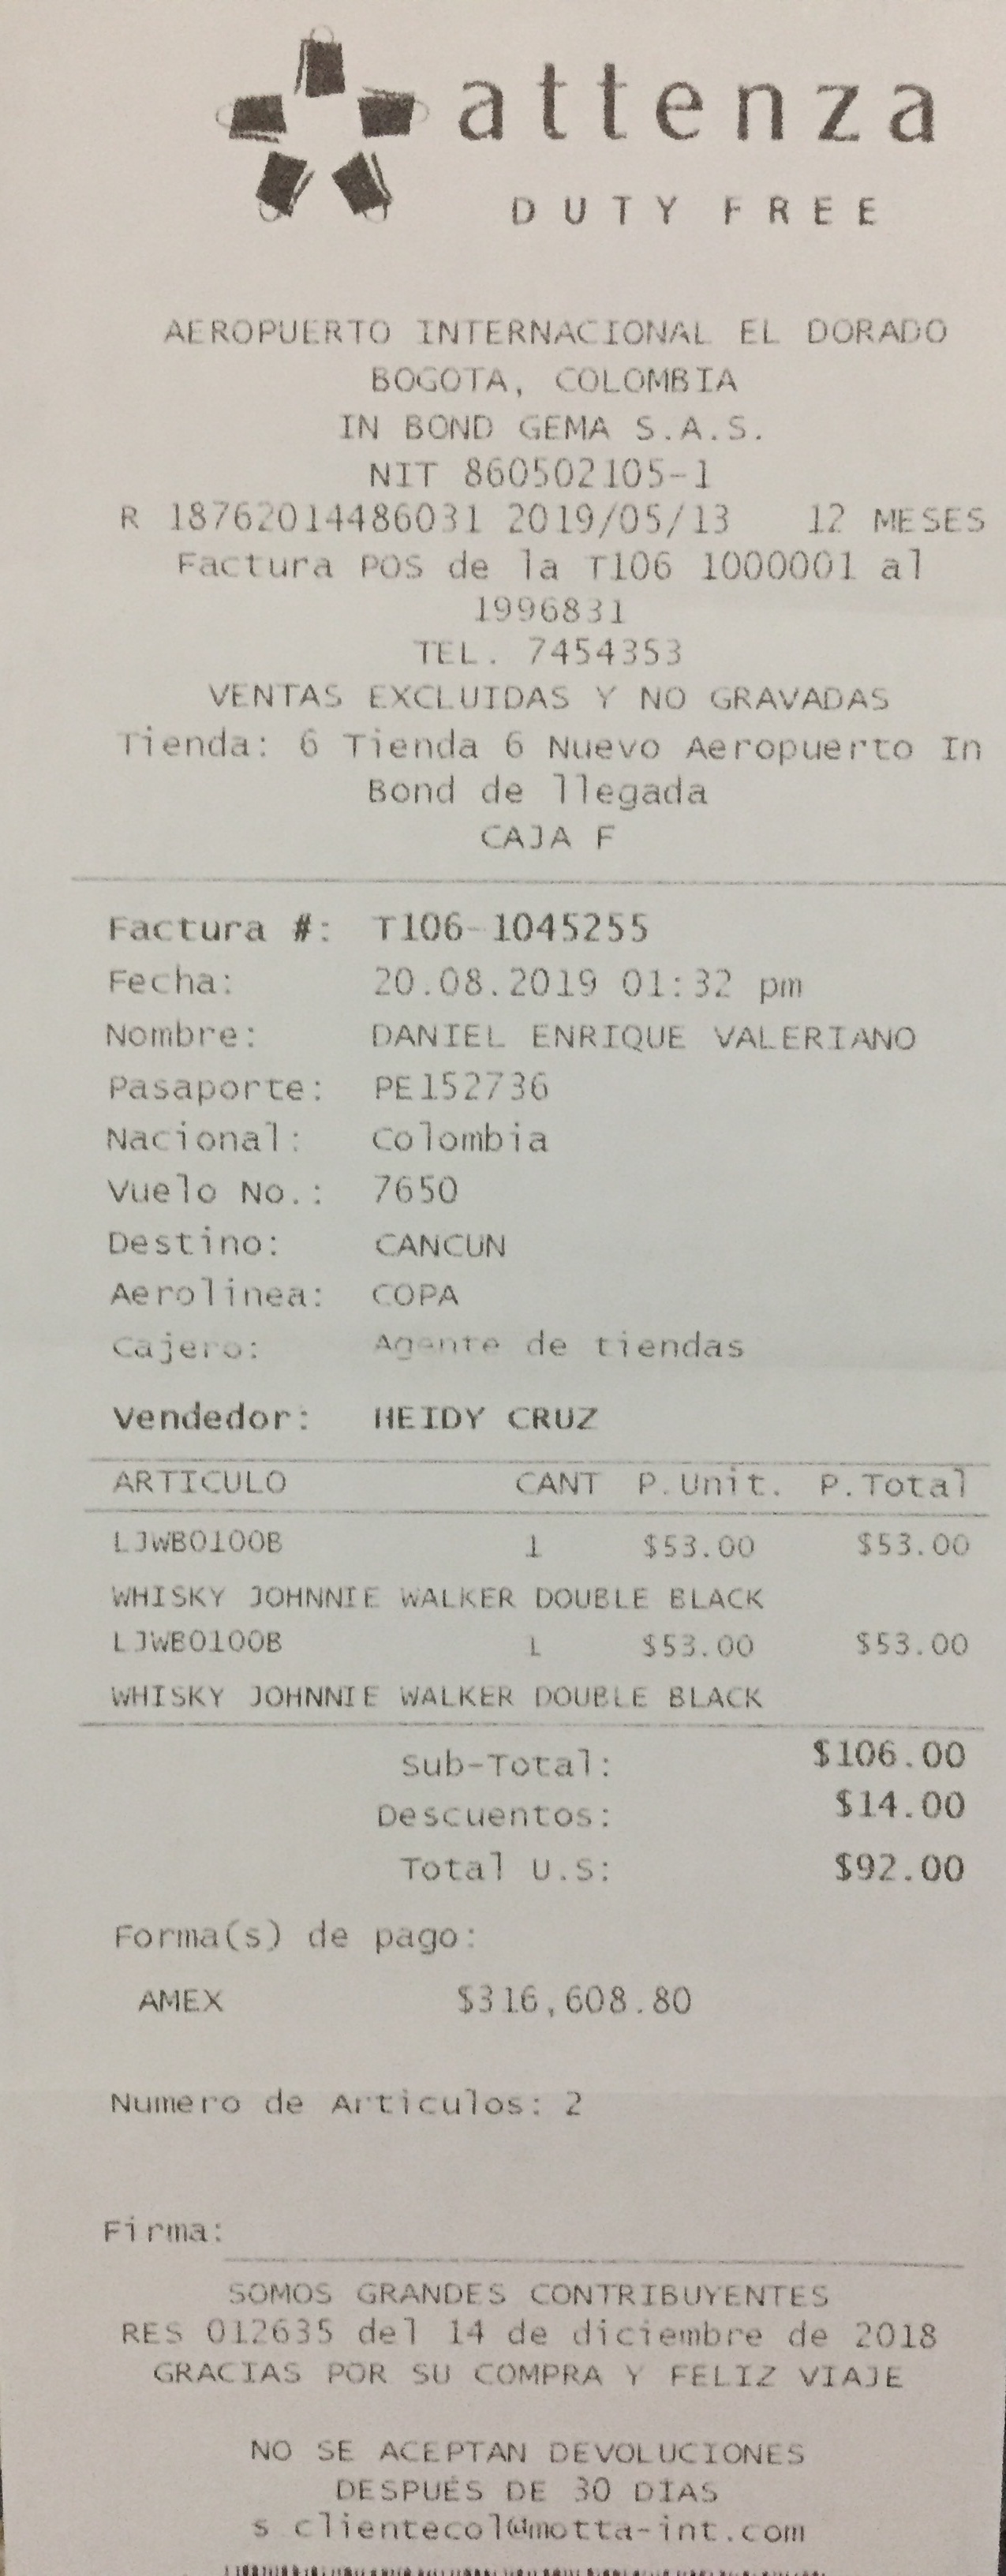 attenza
DUTY FREE
AEROPUERTO INTERNACIONAL EL DORADO
BOGOTA, COLOMBIA
IN BOND GEMA S.A.S.
NIT 860502105-1
R 18762014486031 2019/05/13 12 MESES
Factura POS de la T106 1000001 al
1996831
TEL. 7454353
VENTAS EXCLUIDAS Y NO GRAVADAS
Tienda: 6 Tienda 6 Nuevo Aeropuerto In
Bond de llegada
CAJA F
Factura #: T106-1045255
Fecha: 20.08.2019 01:32 pm
Nombre: DANIEL ENRIQUE VALERIANO
Pasaporte: PE152736
Nacional: Colombia
Vuelo No.: 7650
Destino: CANCUN
Aerolinea: COPA
Cajero: Agente de tiendas
Vendedor: HEIDY CRUZ
ARTICULO CANT P.Unit. P.Total
LJWB0100B 1 $53.00 $53.00
WHISKY JOHNNIE WALKER DOUBLE BLACK
LJWB0100B 1 $53.00 $53.00
WHISKY JOHNNIE WALKER DOUBLE BLACK
Sub-Total: $106.00
Descuentos: $14.00
Total U.S: $92.00
Forma(s) de pago:
AMEX $316,608.80
Numero de Articulos: 2
Firma:
SOMOS GRANDES CONTRIBUYENTES
RES 012635 del 14 de diciembre de 2018
GRACIAS POR SU COMPRA Y FELIZ VIAJE
NO SE ACEPTAN DEVOLUCIONES
DESPUÉS DE 30 DÍAS
s clientecol@motta-int.com